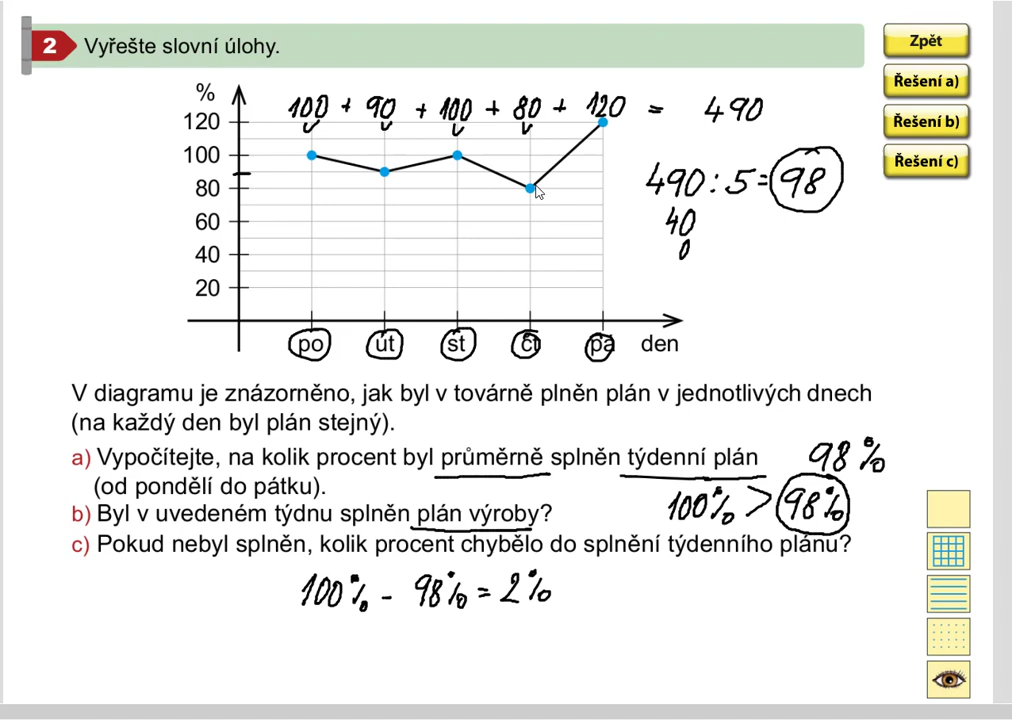 2 Vyřešte slovní úlohy.
Zpět
Řešení a)
Řešení b)
Řešení c)
%
100 + 90 + 100 + 80 + 120 = 490
120
100
80
60
40
20
490 : 5 = 98
40
0
po út st čt pá den
V diagramu je znázorněno, jak byl v továrně plněn plán v jednotlivých dnech
(na každý den byl plán stejný).
a) Vypočítejte, na kolik procent byl průměrně splněn týdenní plán 98%
(od pondělí do pátku).
100% > 98%
b) Byl v uvedeném týdnu splněn plán výroby?
c) Pokud nebyl splněn, kolik procent chybělo do splnění týdenního plánu?
100% - 98% = 2%